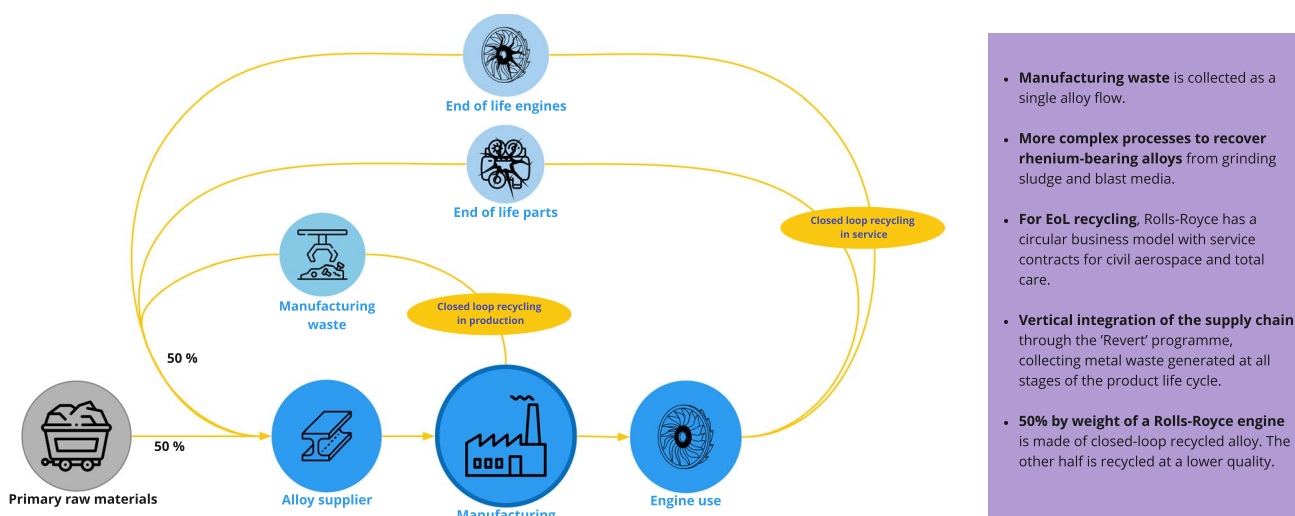 End of life engines
End of life parts
Closed loop recycling
in service
Manufacturing
waste
Closed loop recycling
in production
50 %
50 %
Primary raw materials
Alloy supplier
Manufacturing
Engine use
• Manufacturing waste is collected as a
single alloy flow.
• More complex processes to recover
rhenium-bearing alloys from grinding
sludge and blast media.
• For EoL recycling, Rolls-Royce has a
circular business model with service
contracts for civil aerospace and total
care.
• Vertical integration of the supply chain
through the ‘Revert’ programme,
collecting metal waste generated at all
stages of the product life cycle.
• 50% by weight of a Rolls-Royce engine
is made of closed-loop recycled alloy. The
other half is recycled at a lower quality.